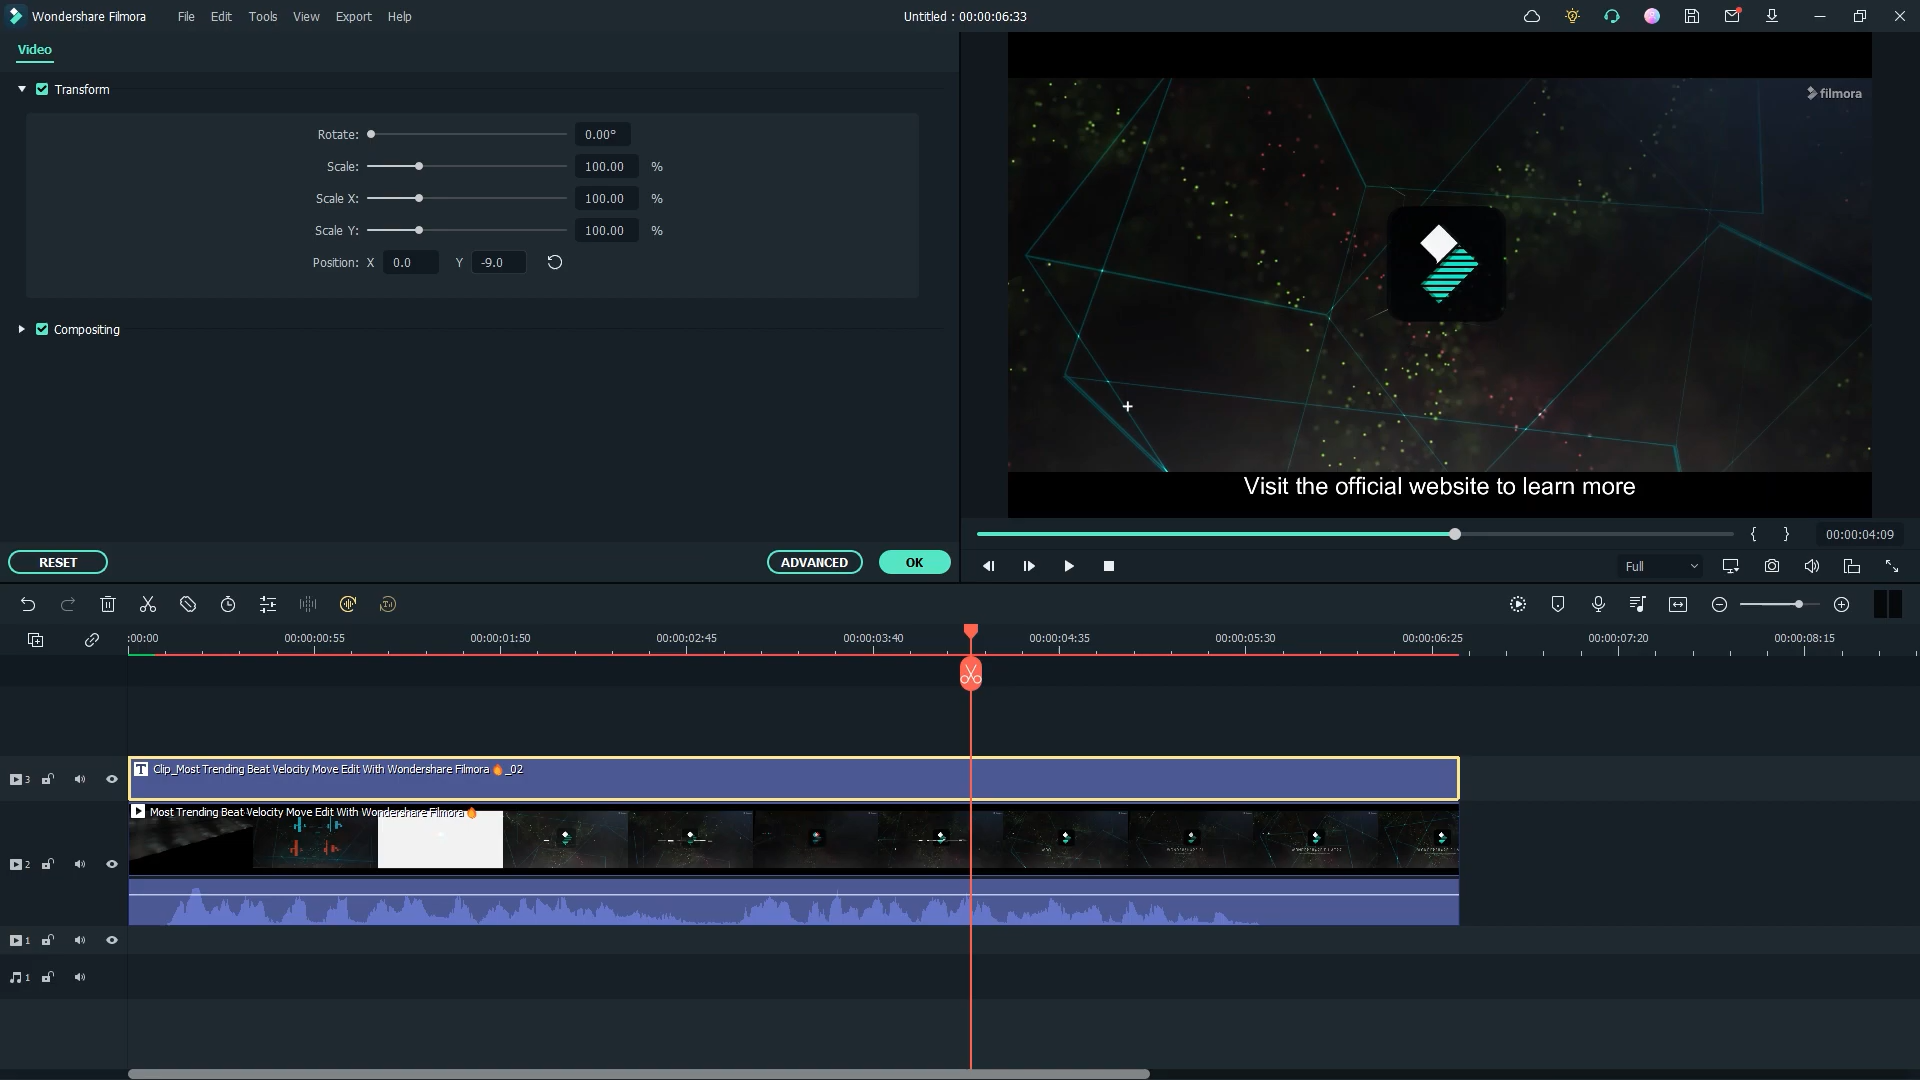 Wondershare Filmora File Edit Tools View Export Help Untitled : 00:00:06:33
Video
Transform
Rotate: 0.00°
Scale: 100.00 %
Scale X: 100.00 %
Scale Y: 100.00 %
Position: X 0.0 Y -9.0
Compositing
RESET ADVANCED OK
filmora
Visit the official website to learn more
{ } 00:00:04:09
Full
:00:00 00:00:00:55 00:00:01:50 00:00:02:45 00:00:03:40 00:00:04:35 00:00:05:30 00:00:06:25 00:00:07:20 00:00:08:15
3 T Clip_Most Trending Beat Velocity Move Edit With Wondershare Filmora🔥_02
Most Trending Beat Velocity Move Edit With Wondershare Filmora🔥
2
1
1